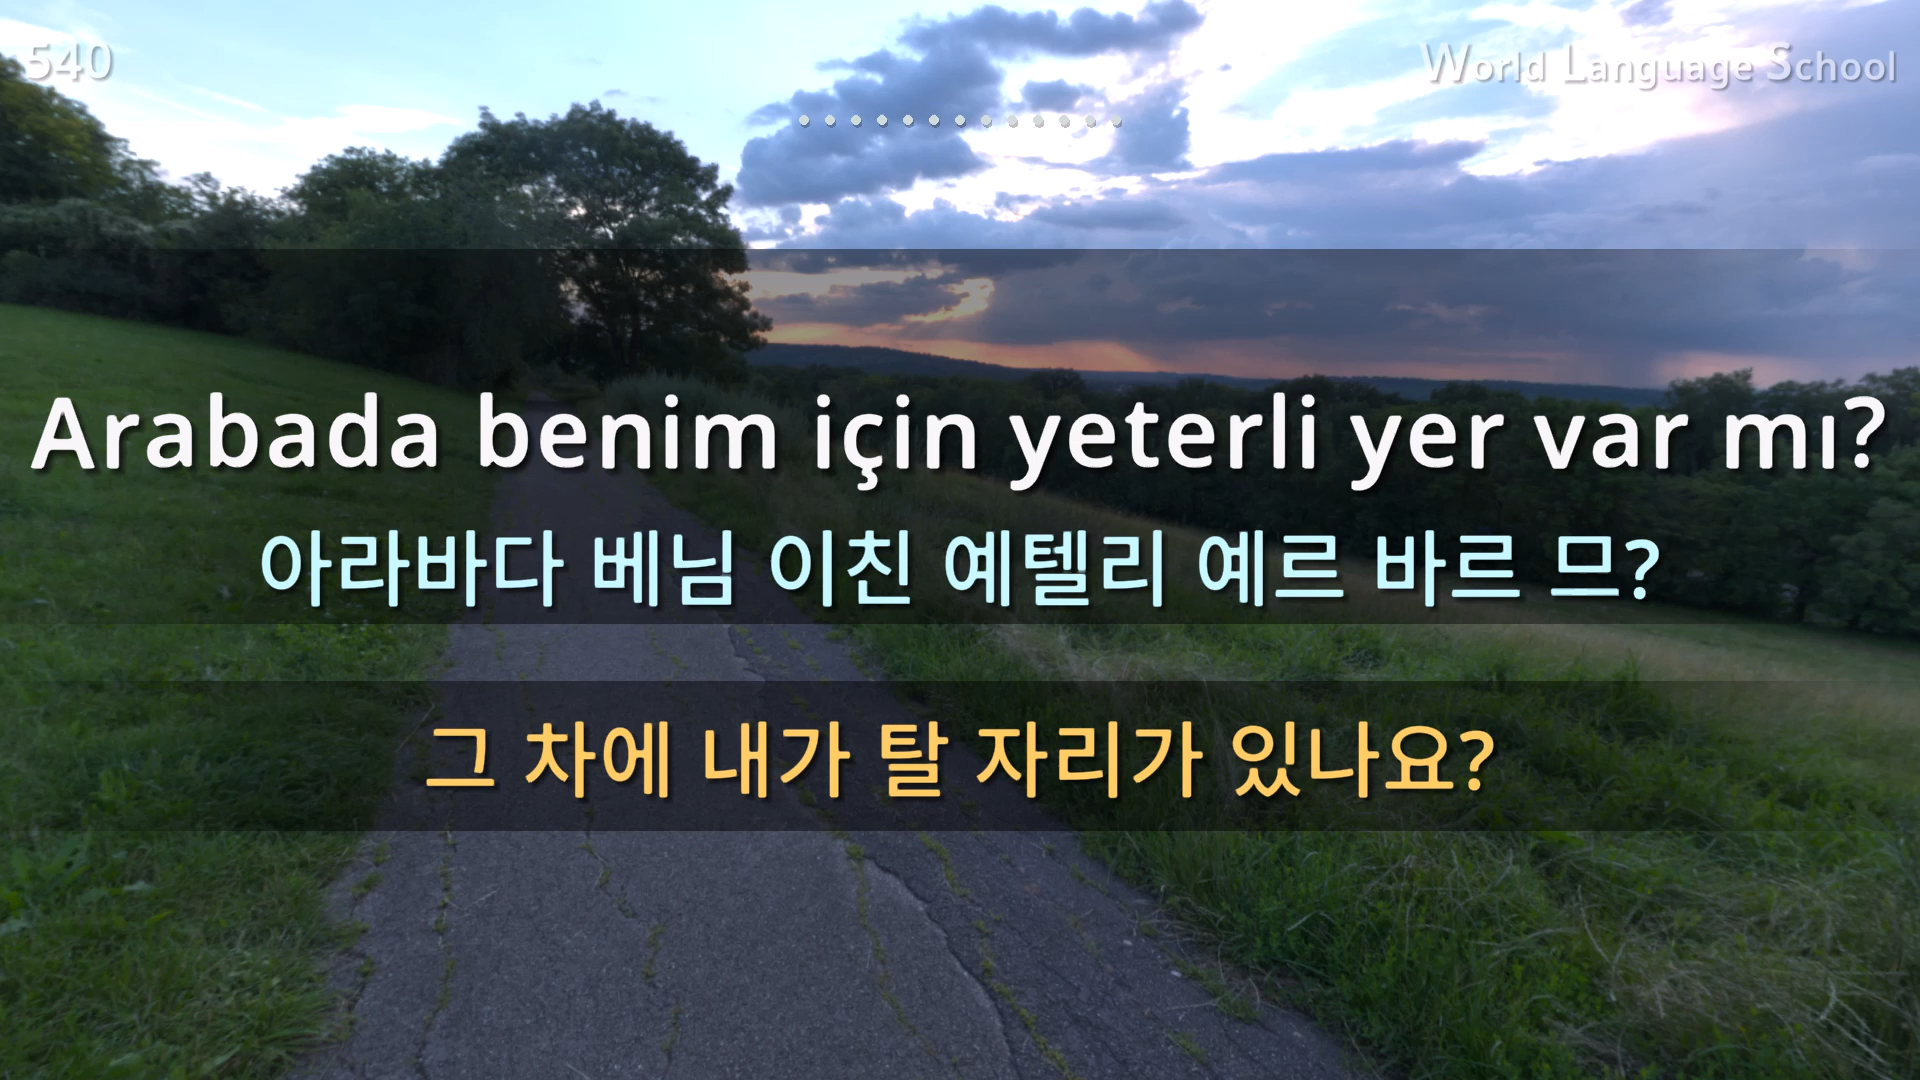 540
World Language School
Arabada benim için yeterli yer var mı?
아라바다 베님 이친 예텔리 예르 바르 므?
그 차에 내가 탈 자리가 있나요?